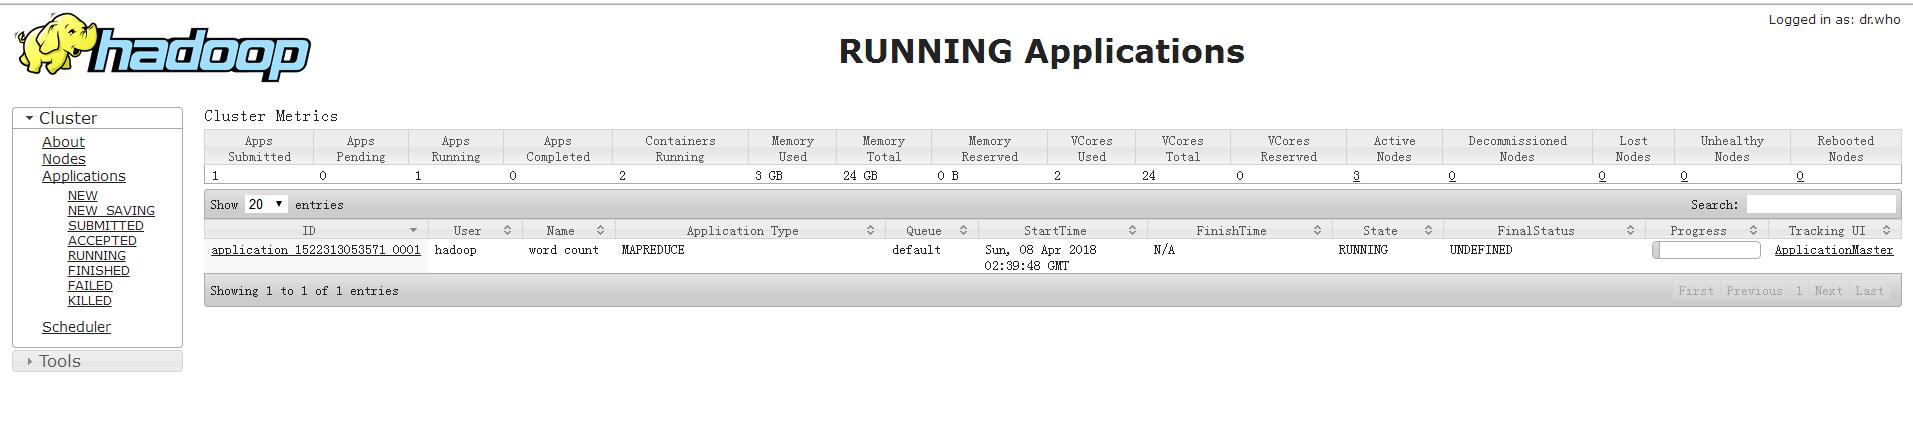 Logged in as: dr.who
hadoop
RUNNING Applications
Cluster
About
Nodes
Applications
NEW
NEW_SAVING
SUBMITTED
ACCEPTED
RUNNING
FINISHED
FAILED
KILLED
Scheduler
Tools
Cluster Metrics
Apps Submitted Apps Pending Apps Running Apps Completed Containers Running Memory Used Memory Total Memory Reserved VCores Used VCores Total VCores Reserved Active Nodes Decommissioned Nodes Lost Nodes Unhealthy Nodes Rebooted Nodes
1 0 1 0 2 3 GB 24 GB 0 B 2 24 0 3 0 0 0 0
Show 20 entries Search:
ID User Name Application Type Queue StartTime FinishTime State FinalStatus Progress Tracking UI
application_1522313053571_0001 hadoop word count MAPREDUCE default Sun, 08 Apr 2018 02:39:48 GMT N/A RUNNING UNDEFINED ApplicationMaster
Showing 1 to 1 of 1 entries First Previous 1 Next Last